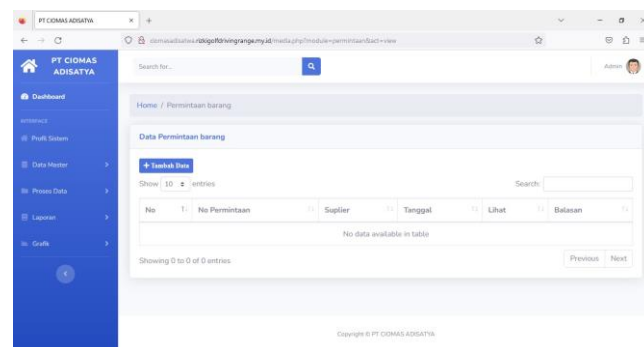 PT CIOMAS ADISATYA
ciomasadisatwa.rizkigolfdrivingrange.my.id/media.php?module=permintaan&act=view
PT CIOMAS
ADISATYA
Search for...
Admin
Dashboard
Home / Permintaan barang
INTERFACE
Profil Sistem
Data Permintaan barang
Data Master
+ Tambah Data
Show 10 entries
Search:
Proses Data
No No Permintaan Suplier Tanggal Lihat Balasan
Laporan
No data available in table
Grafik
Showing 0 to 0 of 0 entries
Previous Next
Copyright © PT CIOMAS ADISATYA